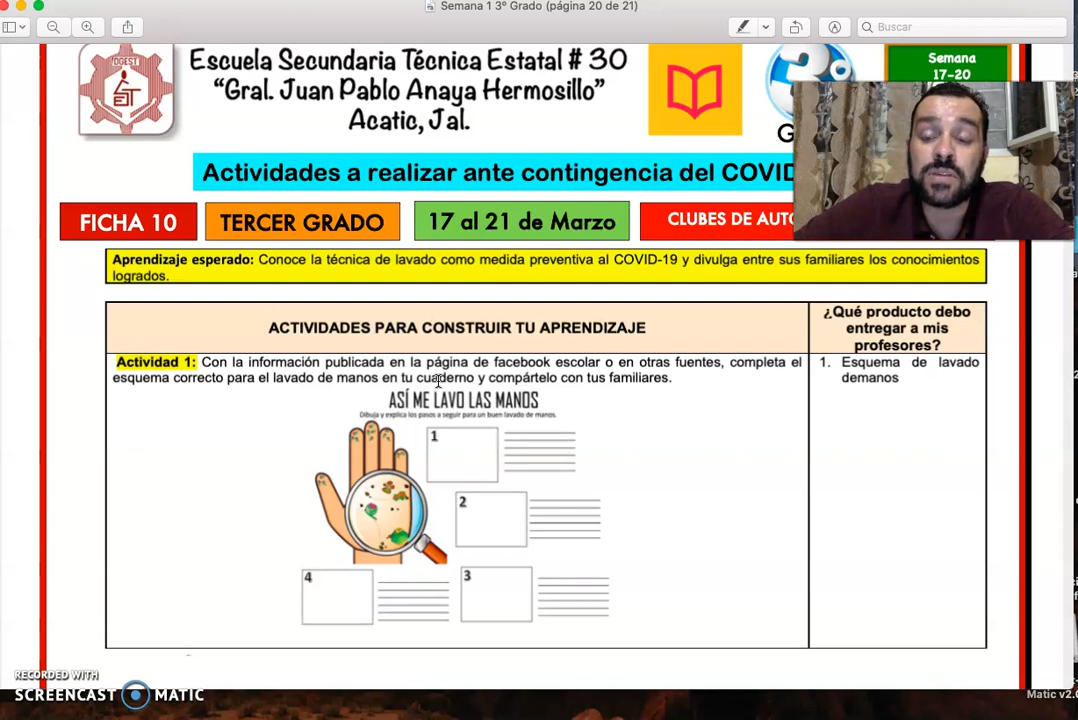 Semana 1 3º Grado (página 20 de 21)
Buscar
DGEST
Escuela Secundaria Técnica Estatal # 30
“Gral. Juan Pablo Anaya Hermosillo”
Acatic, Jal.
3
Semana
17-20
Actividades a realizar ante contingencia del COVID
FICHA 10
TERCER GRADO
17 al 21 de Marzo
CLUBES DE
Aprendizaje esperado: Conoce la técnica de lavado como medida preventiva al COVID-19 y divulga entre sus familiares los conocimientos
logrados.
ACTIVIDADES PARA CONSTRUIR TU APRENDIZAJE
¿Qué producto debo
entregar a mis
profesores?
Actividad 1: Con la información publicada en la página de facebook escolar o en otras fuentes, completa el
esquema correcto para el lavado de manos en tu cuaderno y compártelo con tus familiares.
1. Esquema de lavado
demanos
ASÍ ME LAVO LAS MANOS
Dibuja y explica los pasos a seguir para un buen lavado de manos.
1
2
4
3
RECORDED WITH
SCREENCAST MATIC
Matic v2.0